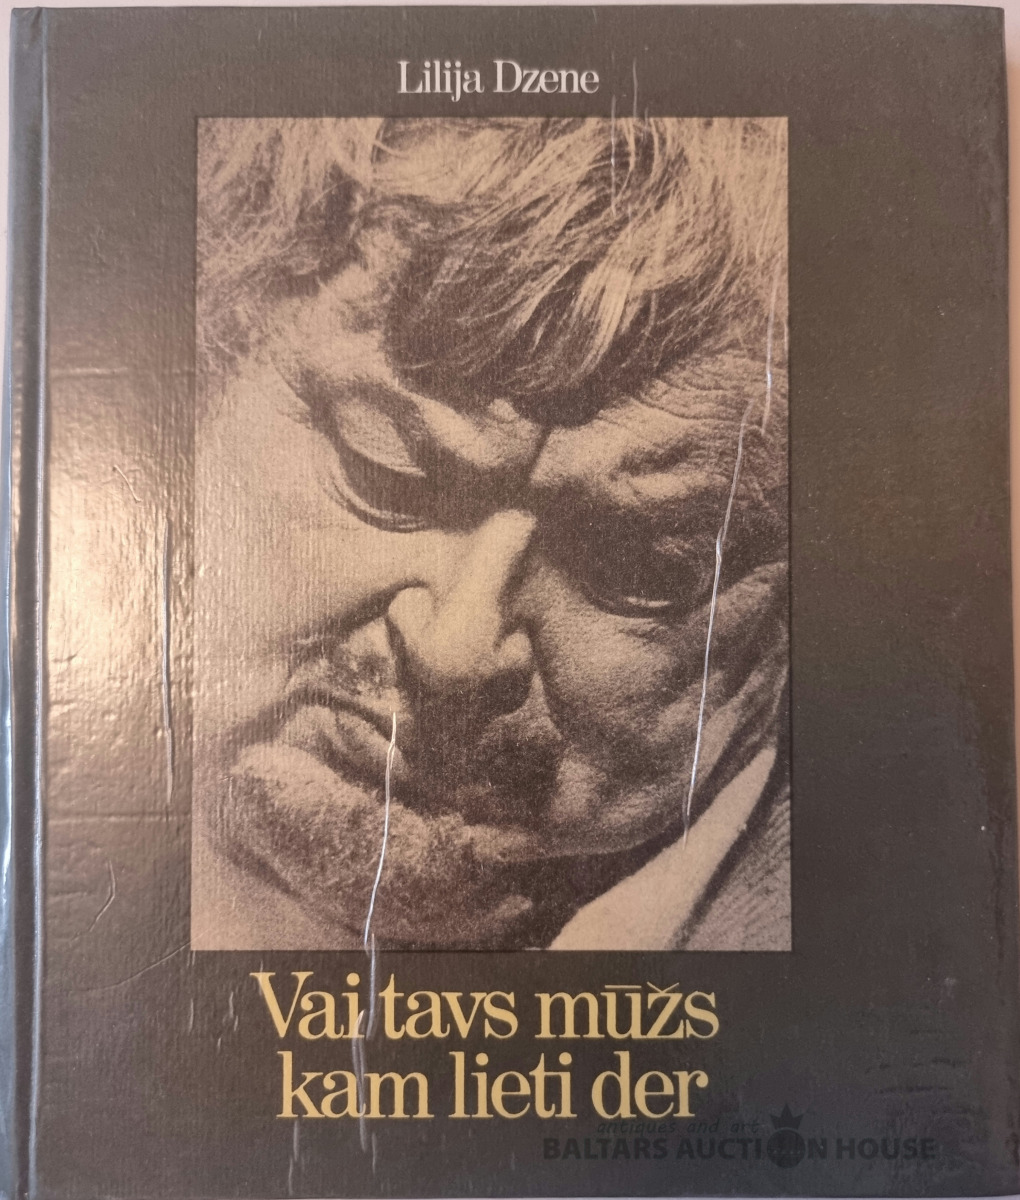 Lilija Dzene
Vai tavs mūžs
kam lieti der
antiques and art
BALTARS AUCTION HOUSE